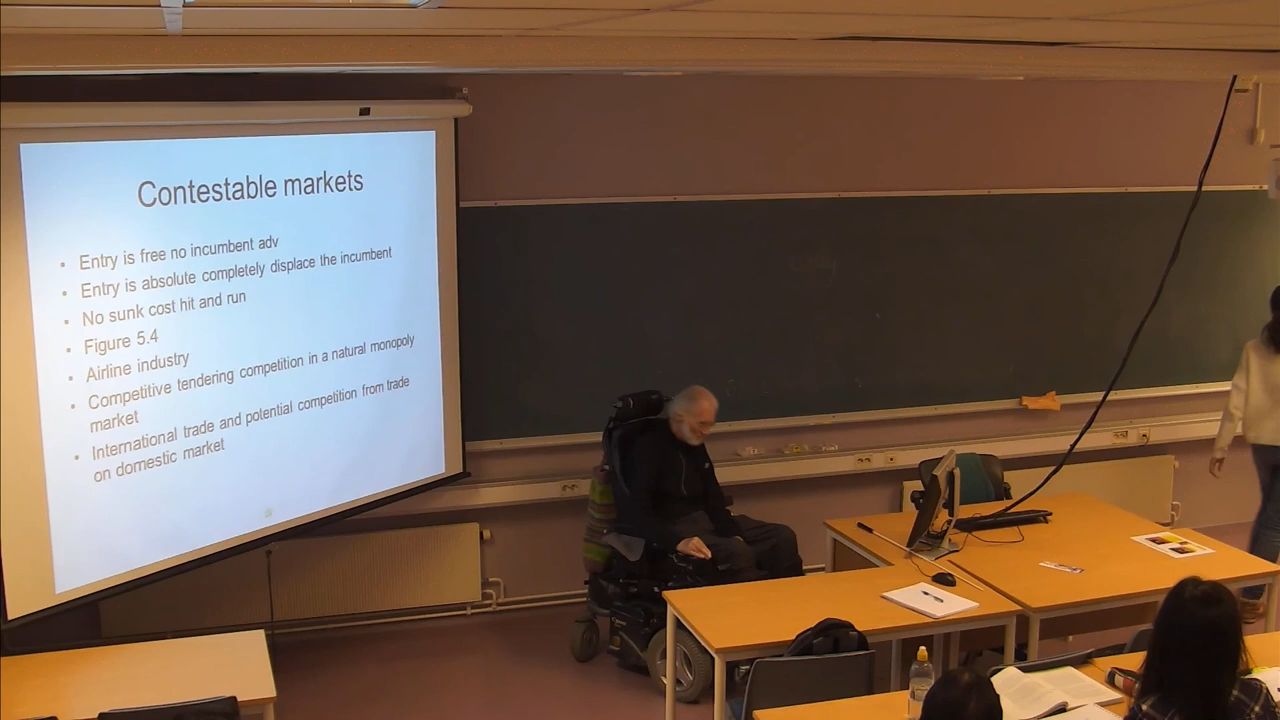 Contestable markets
• Entry is free no incumbent adv
• Entry is absolute completely displace the incumbent
• No sunk cost hit and run
• Figure 5.4
• Airline industry
• Competitive tendering competition in a natural monopoly
market
• International trade and potential competition from trade
on domestic market